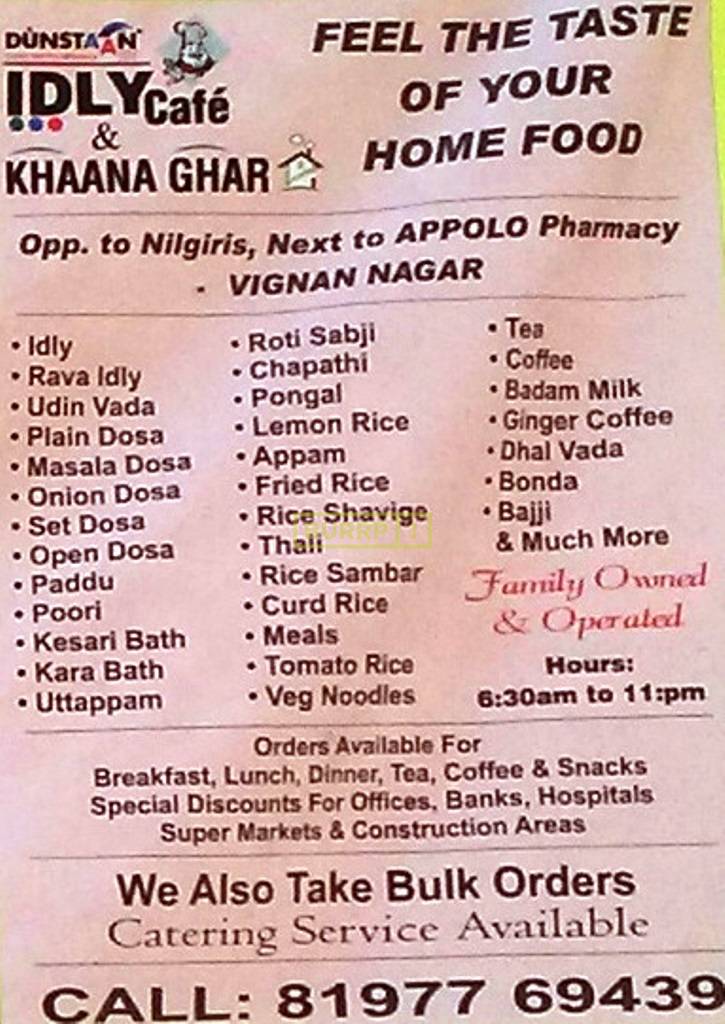 DÙNSTAAN
IDLY Café
&
KHAANA GHAR
FEEL THE TASTE
OF YOUR
HOME FOOD
Opp. to Nilgiris, Next to APPOLO Pharmacy
- VIGNAN NAGAR
• Idly
• Rava Idly
• Udin Vada
• Plain Dosa
• Masala Dosa
• Onion Dosa
• Set Dosa
• Open Dosa
• Paddu
• Poori
• Kesari Bath
• Kara Bath
• Uttappam
• Roti Sabji
• Chapathi
• Pongal
• Lemon Rice
• Appam
• Fried Rice
• Rice Shavige
• Thali
• Rice Sambar
• Curd Rice
• Meals
• Tomato Rice
• Veg Noodles
• Tea
• Coffee
• Badam Milk
• Ginger Coffee
• Dhal Vada
• Bonda
• Bajji
& Much More
Family Owned
& Operated
Hours:
6:30am to 11:pm
Orders Available For
Breakfast, Lunch, Dinner, Tea, Coffee & Snacks
Special Discounts For Offices, Banks, Hospitals
Super Markets & Construction Areas
We Also Take Bulk Orders
Catering Service Available
CALL: 81977 69439